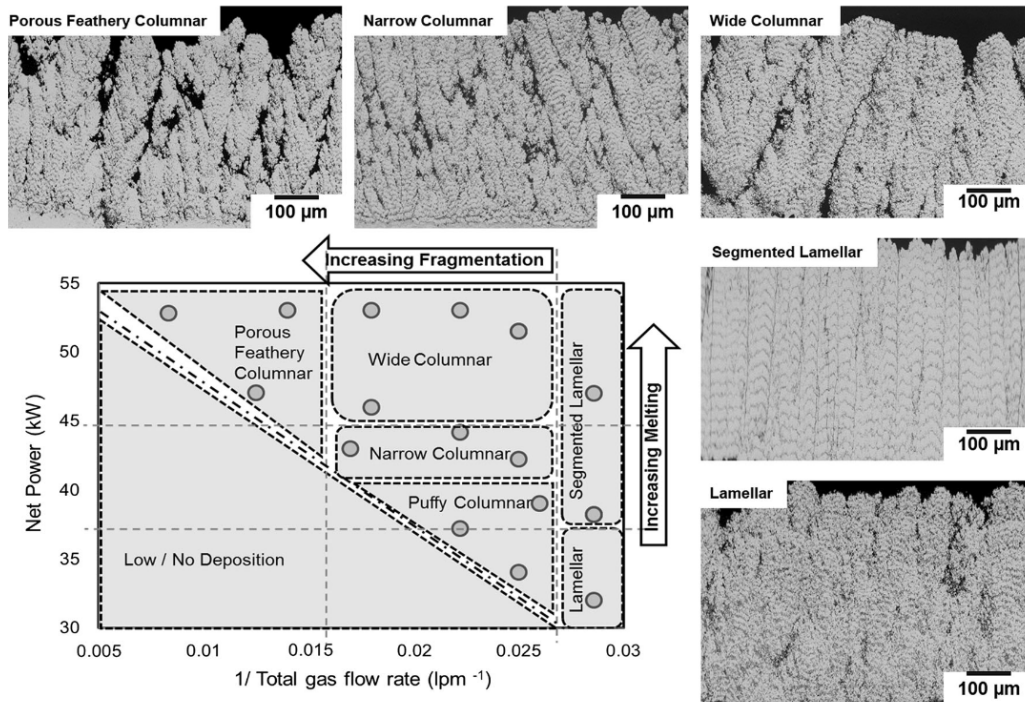 Porous Feathery Columnar
100 µm
Narrow Columnar
100 µm
Wide Columnar
100 µm
Segmented Lamellar
100 µm
Lamellar
100 µm
Increasing Fragmentation
Increasing Melting
Net Power (kW)
55
50
45
40
35
30
Porous
Feathery
Columnar
Wide Columnar
Narrow Columnar
Puffy Columnar
Low / No Deposition
Segmented Lamellar
Lamellar
0.005
0.01
0.015
0.02
0.025
0.03
1/ Total gas flow rate (lpm -1)